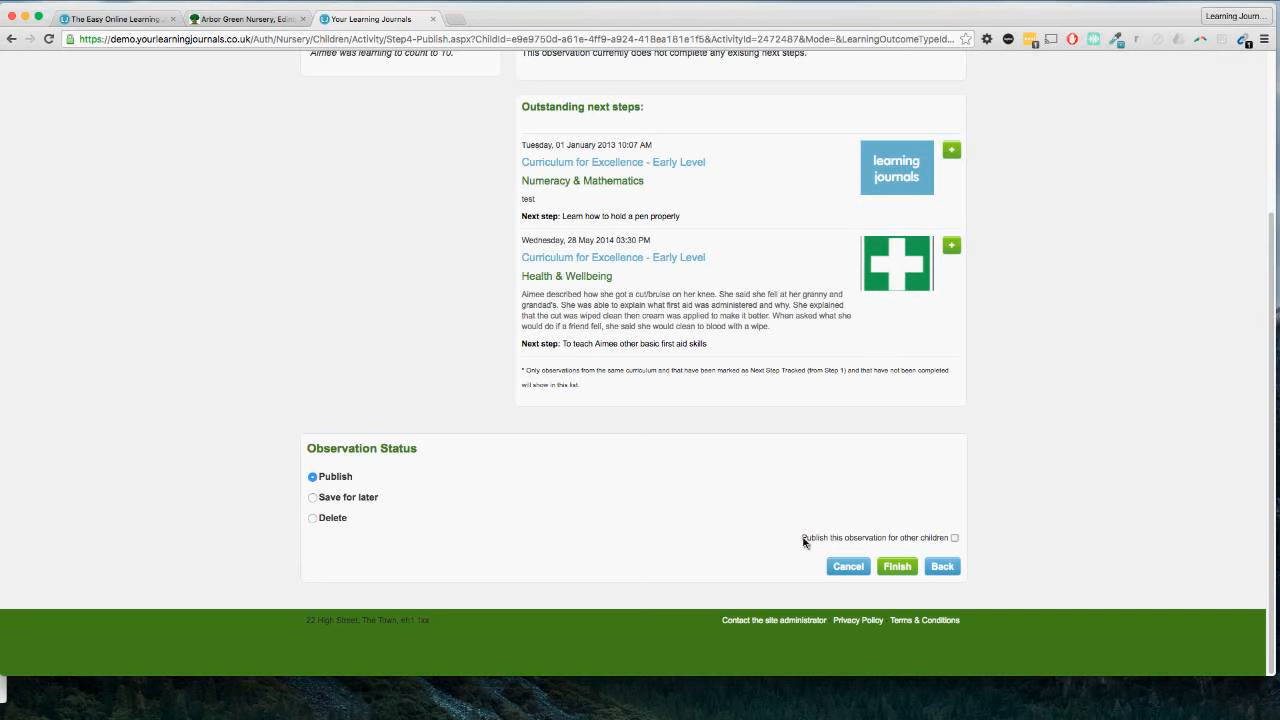 The Easy Online Learning
Arbor Green Nursery, Edin
Your Learning Journals
Learning Journ...
https://demo.yourlearningjournals.co.uk/Auth/Nursery/Children/Activity/Step4-Publish.aspx?ChildId=e9e9750d-a61e-4ff9-a924-418ea181e1f5&ActivityId=2472487&Mode=&LearningOutcomeTypeId...
Aimee was learning to count to 10.
This observation currently does not complete any existing next steps.
Outstanding next steps:
Tuesday, 01 January 2013 10:07 AM
Curriculum for Excellence - Early Level
Numeracy & Mathematics
test
Next step: Learn how to hold a pen properly
learning
journals
+
Wednesday, 28 May 2014 03:30 PM
Curriculum for Excellence - Early Level
Health & Wellbeing
Aimee described how she got a cut/bruise on her knee. She said she fell at her granny and
grandad's. She was able to explain what first aid was administered and why. She explained
that the cut was wiped clean then cream was applied to make it better. When asked what she
would do if a friend fell, she said she would clean to blood with a wipe.
Next step: To teach Aimee other basic first aid skills
+
* Only observations from the same curriculum and that have been marked as Next Step Tracked (from Step 1) and that have not been completed
will show in this list.
Observation Status
Publish
Save for later
Delete
Publish this observation for other children
Cancel Finish Back
22 High Street, The Town, eh1 1xx
Contact the site administrator Privacy Policy Terms & Conditions